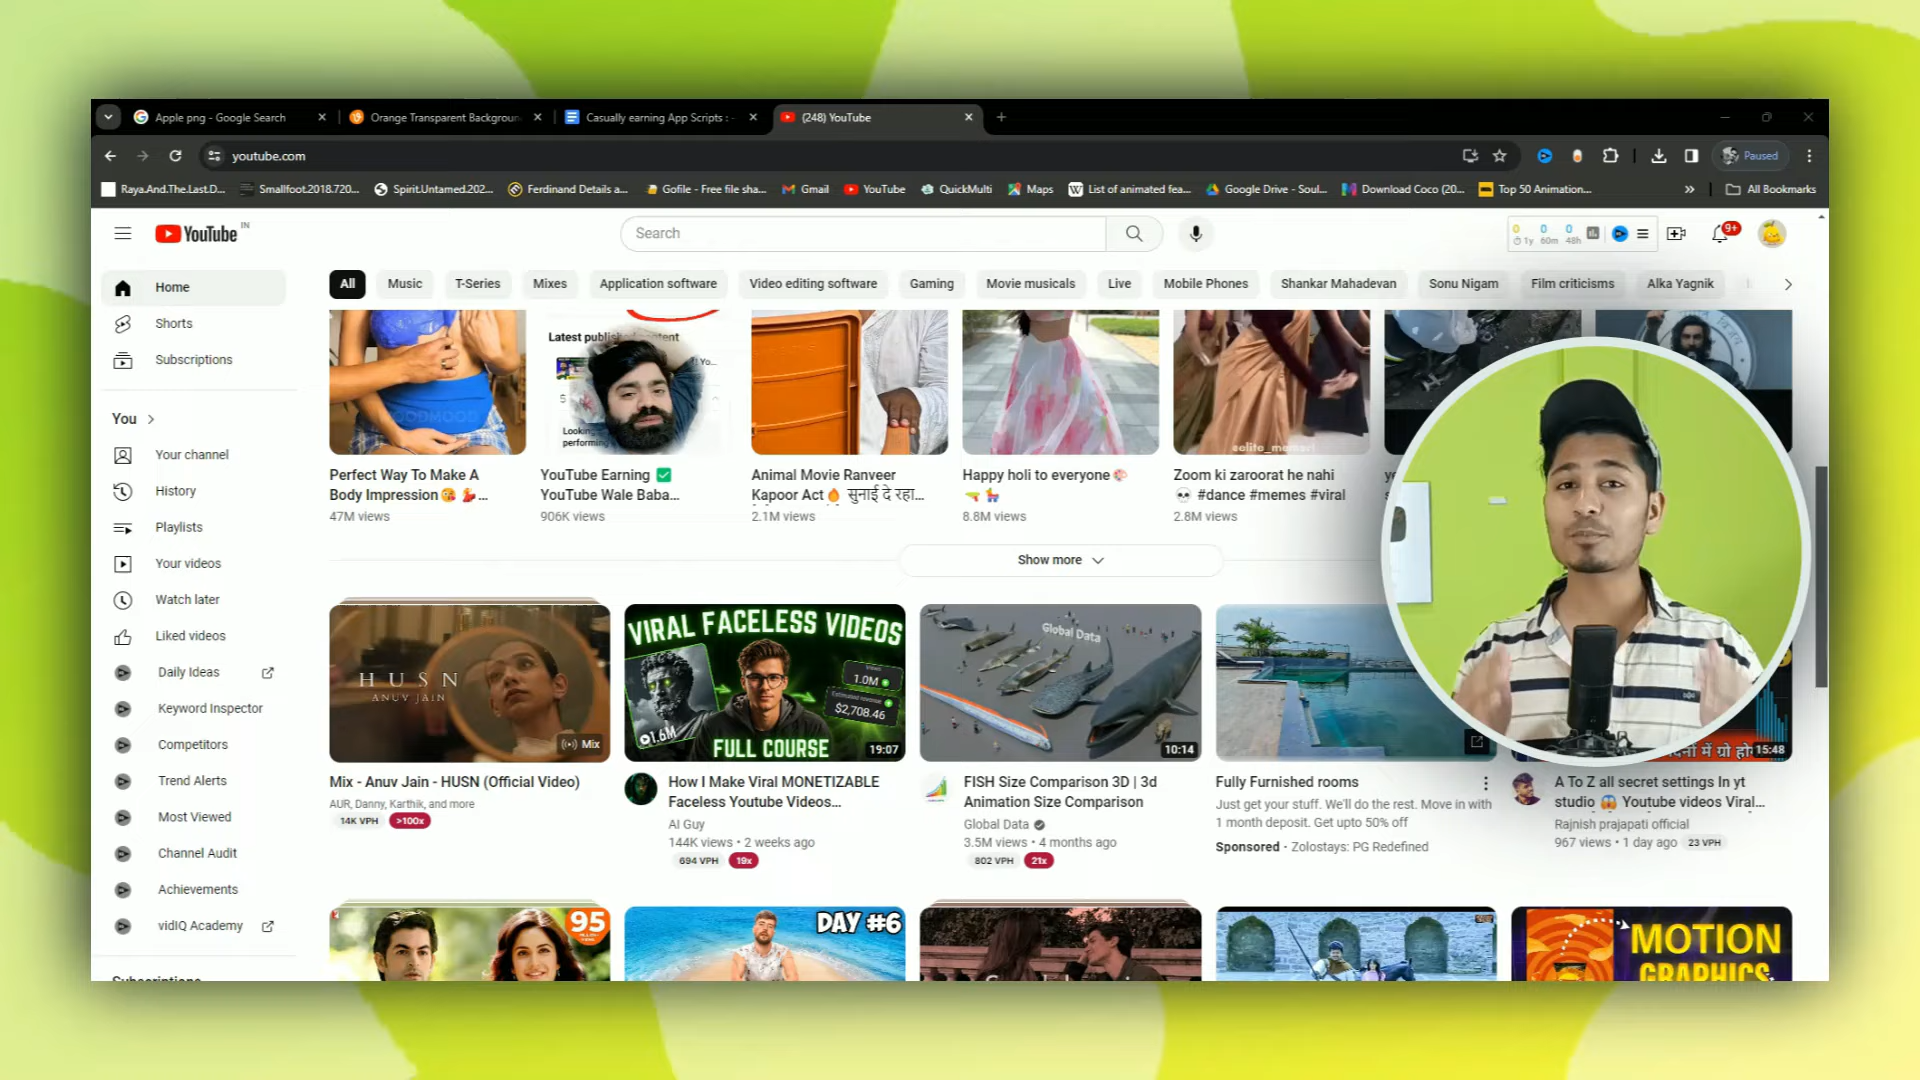 Apple png - Google Search
Orange Transparent Backgroun
Casually earning App Scripts : -
(248) YouTube
youtube.com
Paused
Raya.And.The.Last.D...
Smallfoot.2018.720...
Spirit.Untamed.202...
Ferdinand Details a...
Gofile - Free file sha...
Gmail
YouTube
QuickMulti
Maps
List of animated fea...
Google Drive - Soul...
Download Coco (20...
Top 50 Animation...
All Bookmarks
YouTube IN
Search
0 0 0
1y 60m 48h
9+
Home
Shorts
Subscriptions
You
Your channel
History
Playlists
Your videos
Watch later
Liked videos
Daily Ideas
Keyword Inspector
Competitors
Trend Alerts
Most Viewed
Channel Audit
Achievements
vidIQ Academy
Subscriptions
All
Music
T-Series
Mixes
Application software
Video editing software
Gaming
Movie musicals
Live
Mobile Phones
Shankar Mahadevan
Sonu Nigam
Film criticisms
Alka Yagnik
Perfect Way To Make A
Body Impression😘 💃 ...
47M views
YouTube Earning ✅
YouTube Wale Baba...
906K views
Animal Movie Ranveer
Kapoor Act🔥 सुनाई दे रहा...
2.1M views
Happy holi to everyone
8.8M views
Zoom ki zaroorat he nahi
💀 #dance #memes #viral
2.8M views
Show more
HUSN
ANUV JAIN
Mix
Mix - Anuv Jain - HUSN (Official Video)
AUR, Danny, Karthik, and more
14K VPH >100x
VIRAL FACELESS VIDEOS
Views
1.0M
Estimated revenue
$2,708.46
1.6M
FULL COURSE
19:07
How I Make Viral MONETIZABLE
Faceless Youtube Videos...
AI Guy
144K views • 2 weeks ago
694 VPH 19x
Global Data
10:14
FISH Size Comparison 3D | 3d
Animation Size Comparison
Global Data
3.5M views • 4 months ago
802 VPH 21x
Fully Furnished rooms
Just get your stuff. We'll do the rest. Move in with
1 month deposit. Get upto 50% off
Sponsored · Zolostays: PG Redefined
15:48
A To Z all secret settings In yt
studio 😱 Youtube videos Viral...
Rajnish prajapati official
967 views • 1 day ago 23 VPH
95
DAY #6
MOTION
GRAPHICS